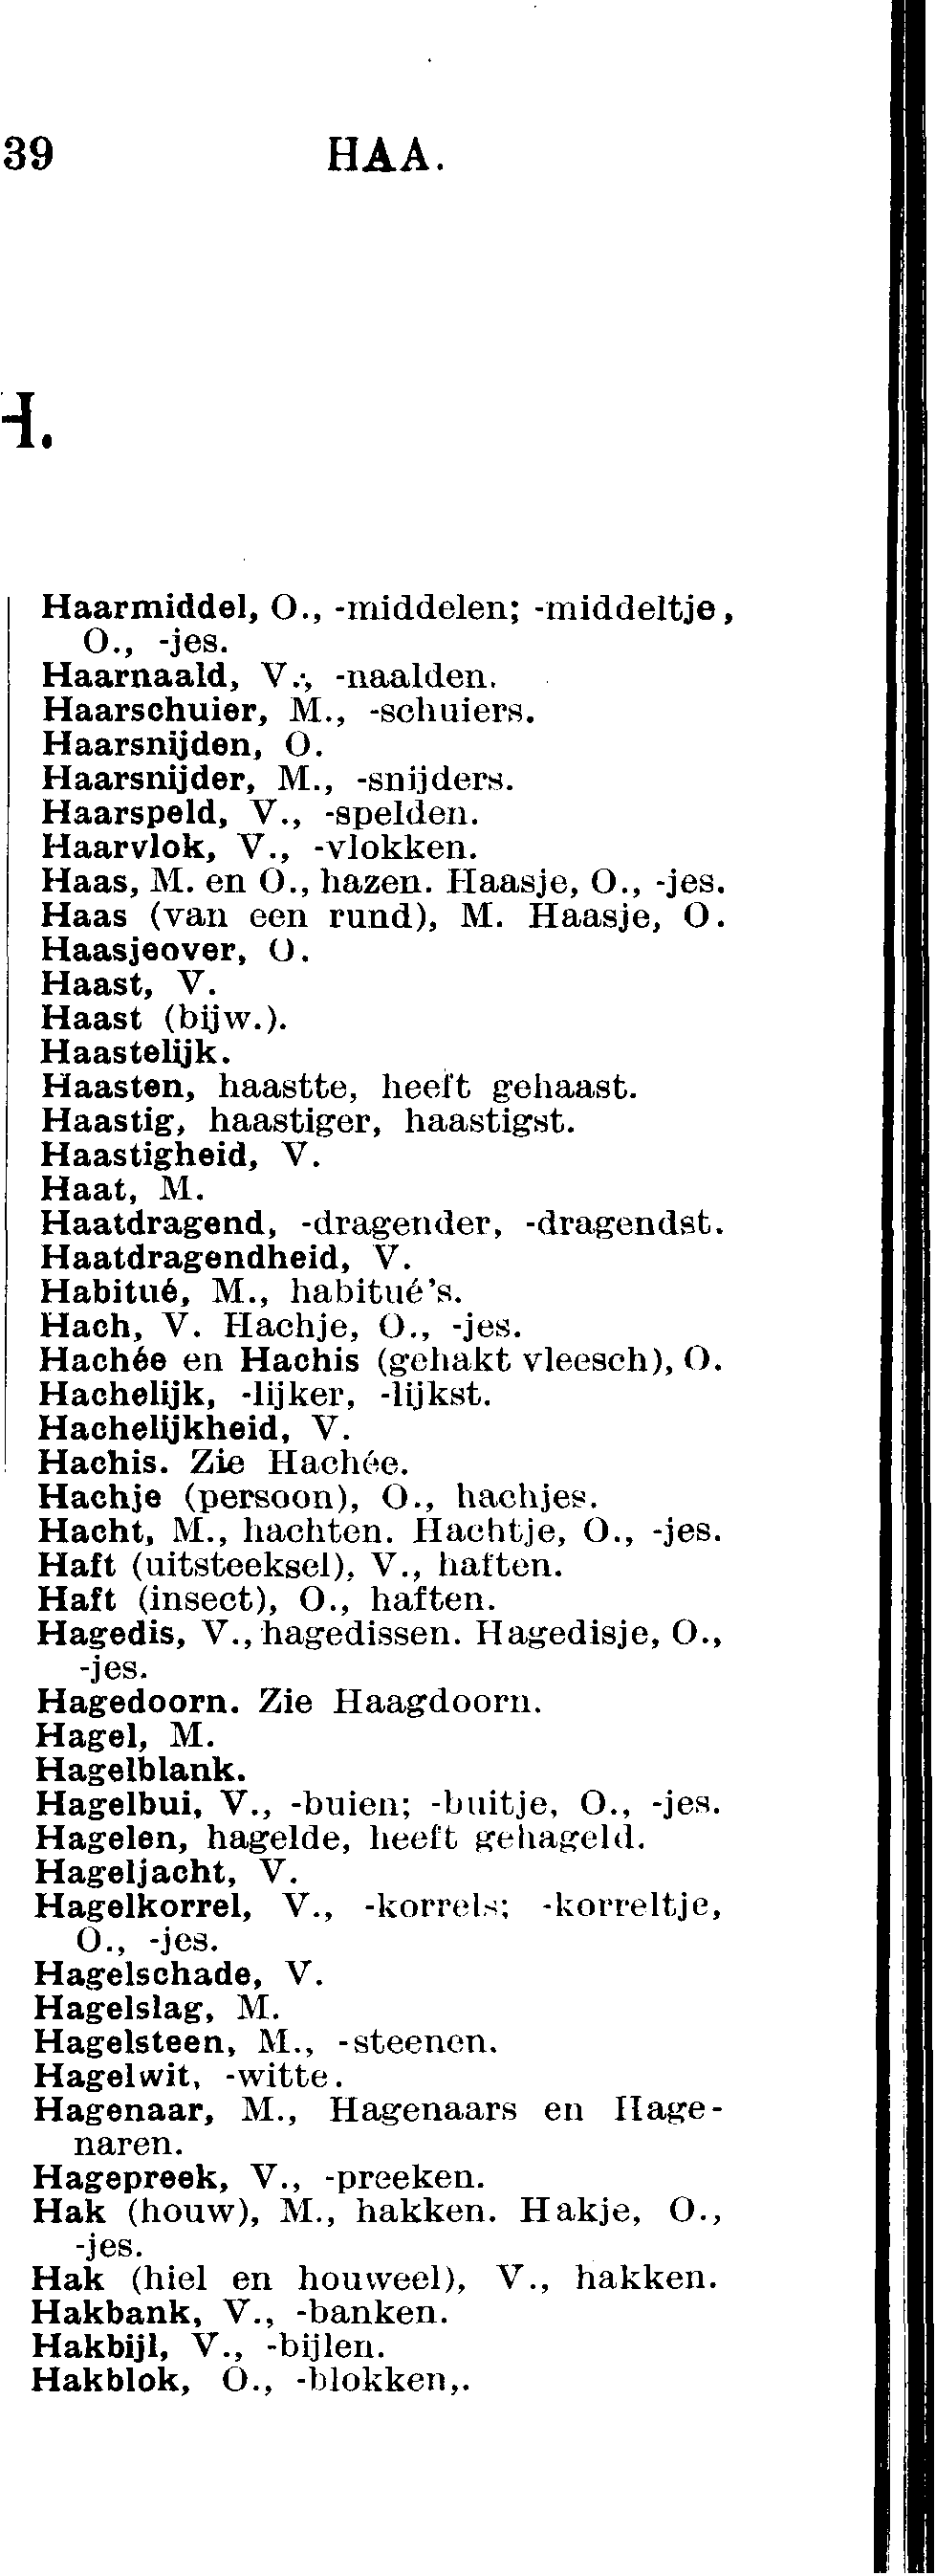 39 HAA.
H.
Haarmiddel, O., -middelen; -middeltje,
O., -jes.
Haarnaald, V., -naalden.
Haarschuier, M., -schuiers.
Haarsnijden, O.
Haarsnijder, M., -snijders.
Haarspeld, V., -spelden.
Haarvlok, V., -vlokken.
Haas, M. en O., hazen. Haasje, O., -jes.
Haas (van een rund), M. Haasje, O.
Haasjeover, O.
Haast, V.
Haast (bijw.).
Haastelijk.
Haasten, haastte, heeft gehaast.
Haastig, haastiger, haastigst.
Haastigheid, V.
Haat, M.
Haatdragend, -dragender, -dragendst.
Haatdragendheid, V.
Habitué, M., habitué's.
Hach, V. Hachje, O., -jes.
Hachée en Hachis (gehakt vleesch), O.
Hachelijk, -lijker, -lijkst.
Hachelijkheid, V.
Hachis. Zie Hachée.
Hachje (persoon), O., hachjes.
Hacht, M., hachten. Hachtje, O., -jes.
Haft (uitsteeksel), V., haften.
Haft (insect), O., haften.
Hagedis, V., hagedissen. Hagedisje, O.,
-jes.
Hagedoorn. Zie Haagdoorn.
Hagel, M.
Hagelblank.
Hagelbui, V., -buien; -buitje, O., -jes.
Hagelen, hagelde, heeft gehageld.
Hageljacht, V.
Hagelkorrel, V., -korrels; -korreltje,
O., -jes.
Hagelschade, V.
Hagelslag, M.
Hagelsteen, M., -steenen.
Hagelwit, -witte.
Hagenaar, M., Hagenaars en Hage-
naren.
Hagepreek, V., -preeken.
Hak (houw), M., hakken. Hakje, O.,
-jes.
Hak (hiel en houweel), V., hakken.
Hakbank, V., -banken.
Hakbijl, V., -bijlen.
Hakblok, O., -blokken,.